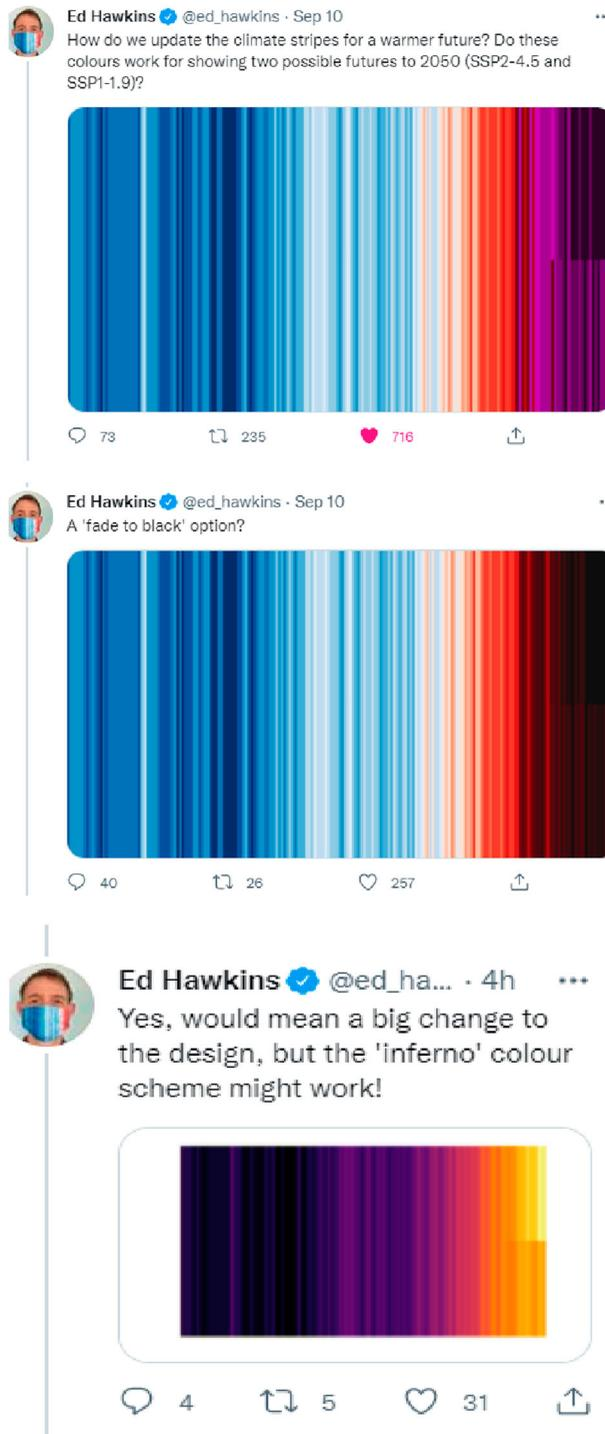 Ed Hawkins @ed_hawkins · Sep 10
How do we update the climate stripes for a warmer future? Do these
colours work for showing two possible futures to 2050 (SSP2-4.5 and
SSP1-1.9)?
73 235 716
Ed Hawkins @ed_hawkins · Sep 10
A 'fade to black' option?
40 26 257
Ed Hawkins @ed_ha... · 4h
Yes, would mean a big change to
the design, but the 'inferno' colour
scheme might work!
4 5 31